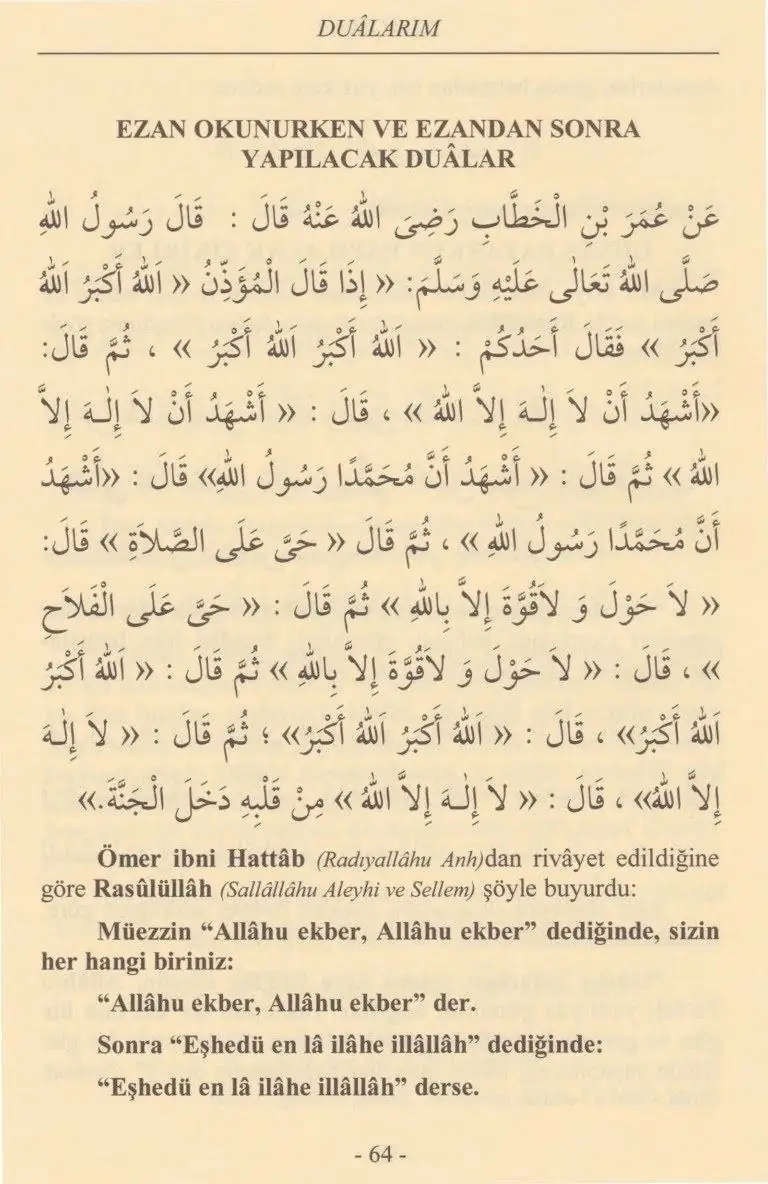 DUÂLARIM
EZAN OKUNURKEN VE EZANDAN SONRA
YAPILACAK DUÂLAR
عَنْ عُمَرَ بْنِ الْخَطَّابِ رَضِىَ اللهُ عَنْهُ قَالَ : قَالَ رَسُولُ اللهِ
صَلَّى اللهُ تَعَالٰى عَلَيْهِ وَسَلَّمَ: « إِذَا قَالَ الْمُؤَذِّنُ « اَللهُ أَكْبَرُ اَللهُ
أَكْبَرُ » فَقَالَ أَحَدُكُمْ : « اَللهُ أَكْبَرُ اَللهُ أَكْبَرُ » ، ثُمَّ قَالَ:
«أَشْهَدُ أَنْ لاَ إِلٰـهَ إِلاَّ اللهُ » ، قَالَ : « أَشْهَدُ أَنْ لاَ إِلٰـهَ إِلاَّ
اللهُ » ثُمَّ قَالَ : « أَشْهَدُ أَنَّ مُحَمَّدًا رَسُولُ اللهِ» قَالَ : «أَشْهَدُ
أَنَّ مُحَمَّدًا رَسُولُ اللهِ » ، ثُمَّ قَالَ « حَىَّ عَلَى الصَّلاَةِ » قَالَ:
« لاَ حَوْلَ وَ لاَقُوَّةَ إِلاَّ بِاللهِ » ثُمَّ قَالَ : « حَىَّ عَلَى الْفَلاَحِ
» ، قَالَ : « لاَ حَوْلَ وَ لاَقُوَّةَ إِلاَّ بِاللهِ » ثُمَّ قَالَ : « اَللهُ أَكْبَرُ
اَللهُ أَكْبَرُ» ، قَالَ : « اَللهُ أَكْبَرُ اَللهُ أَكْبَرُ» ؛ ثُمَّ قَالَ : « لاَ إِلٰـهَ
إِلاَّ اللهُ» ، قَالَ : « لاَ إِلٰـهَ إِلاَّ اللهُ » مِنْ قَلْبِهِ دَخَلَ الْجَنَّةَ.»
Ömer ibni Hattâb (Radıyallâhu Anh)dan rivâyet edildiğine
göre Rasûlüllâh (Sallâllâhu Aleyhi ve Sellem) şöyle buyurdu:
Müezzin “Allâhu ekber, Allâhu ekber” dediğinde, sizin
her hangi biriniz:
“Allâhu ekber, Allâhu ekber” der.
Sonra “Eşhedü en lâ ilâhe illâllâh” dediğinde:
“Eşhedü en lâ ilâhe illâllâh” derse.
- 64 -